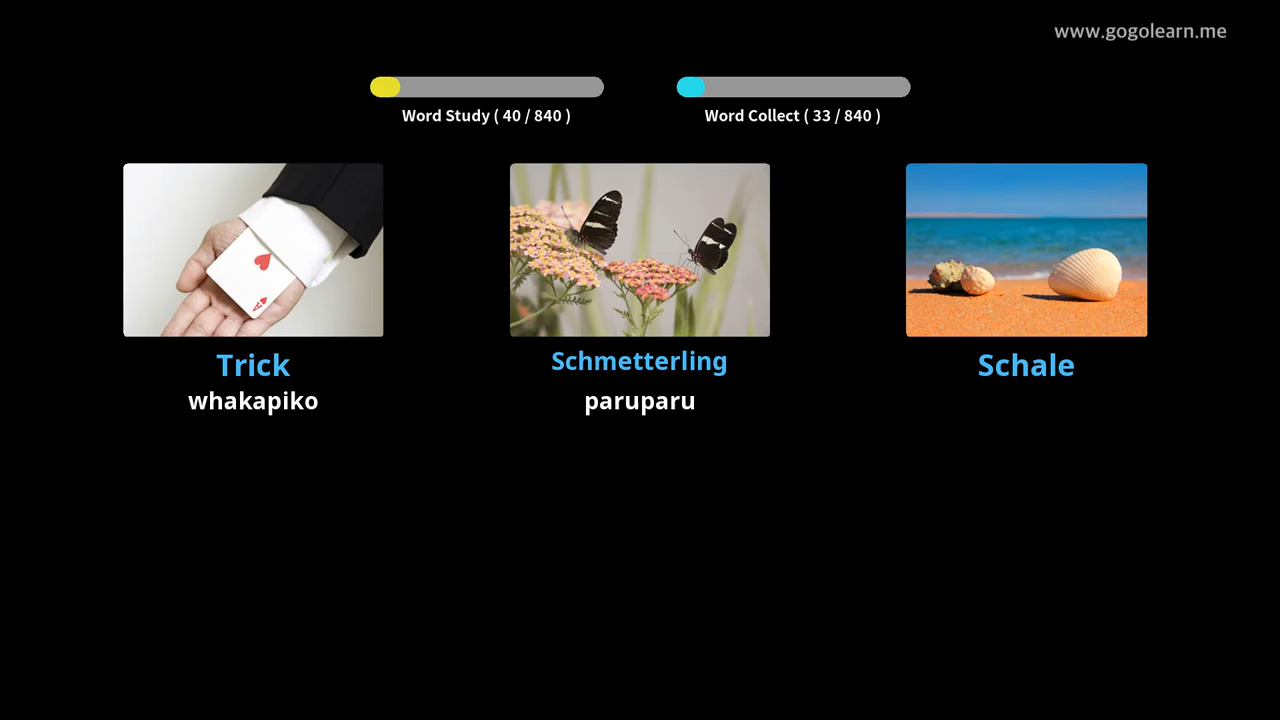 www.gogolearn.me
Word Study ( 40 / 840 )
Word Collect ( 33 / 840 )
Trick
whakapiko
Schmetterling
paruparu
Schale